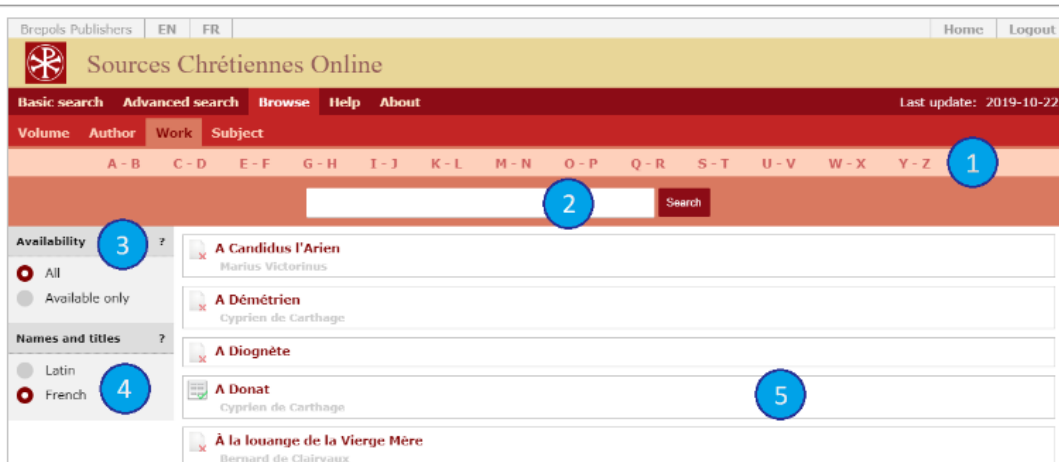 Brepols Publishers EN FR Home Logout
Sources Chrétiennes Online
Basic search Advanced search Browse Help About Last update: 2019-10-22
Volume Author Work Subject
A - B C - D E - F G - H I - J K - L M - N O - P Q - R S - T U - V W - X Y - Z 1
2 Search
Availability 3 ?
All
Available only
Names and titles ?
Latin
French 4
A Candidus l'Arien
Marius Victorinus
A Démétrien
Cyprien de Carthage
A Diognète
A Donat
Cyprien de Carthage
5
À la louange de la Vierge Mère
Bernard de Clairvaux